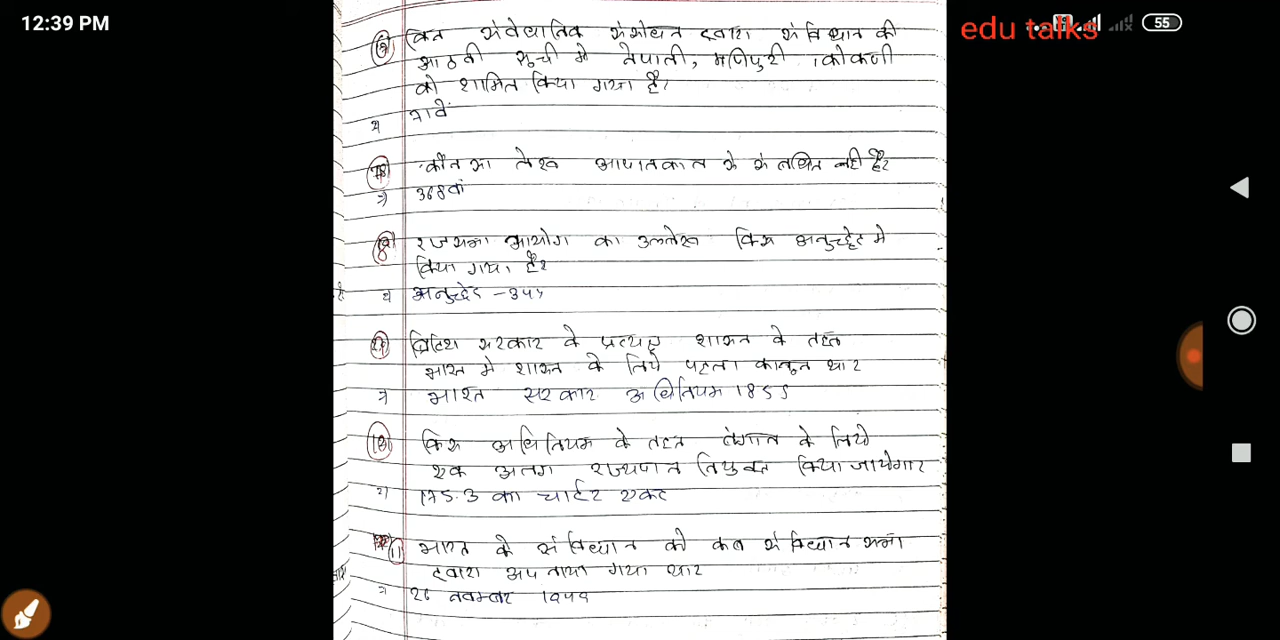 12:39 PM
edu talks
55
किस संवैधानिक संसोधन द्वारा संविधान की
आठवी सूची मे नेपाली, मणिपुरी, कोकणी
को शामिल किया गया है?
71वे
कौन सा लेख आपातकाल से संबंधित नही है?
368वां
राजभाषा आयोग का उल्लेख किस अनुच्छेद मे
किया गया है?
अनुच्छेद - 344
ब्रिटिश सरकार के प्रत्यक्ष शासन के तहत
भारत मे शासन के लिये पहला कानून था?
भारत सरकार अधिनियम 1858
10 किस अधिनियम के तहत बंगाल के लिये
एक अलग राज्यपाल नियुक्त किया जायेगा?
का चार्टर एक्ट
11 भारत के संविधान को कब संविधान सभा
द्वारा अपनाया गया था?
26 नवम्बर 1949